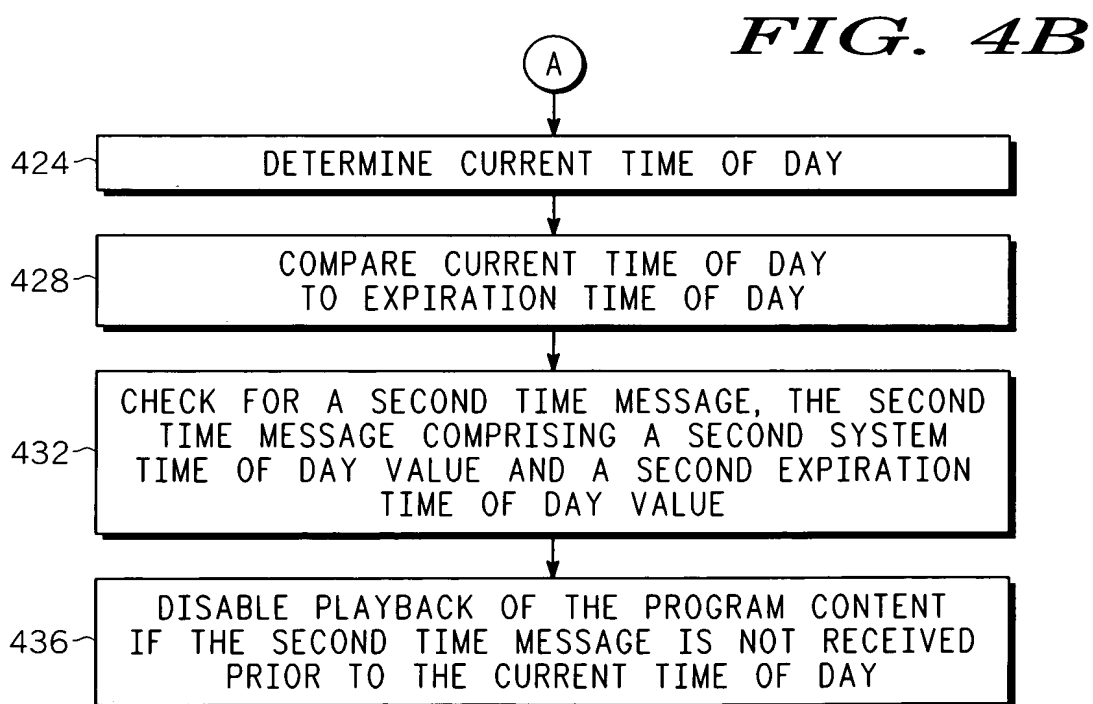 FIG. 4B
A
424
DETERMINE CURRENT TIME OF DAY
428
COMPARE CURRENT TIME OF DAY
TO EXPIRATION TIME OF DAY
432
CHECK FOR A SECOND TIME MESSAGE, THE SECOND
TIME MESSAGE COMPRISING A SECOND SYSTEM
TIME OF DAY VALUE AND A SECOND EXPIRATION
TIME OF DAY VALUE
436
DISABLE PLAYBACK OF THE PROGRAM CONTENT
IF THE SECOND TIME MESSAGE IS NOT RECEIVED
PRIOR TO THE CURRENT TIME OF DAY